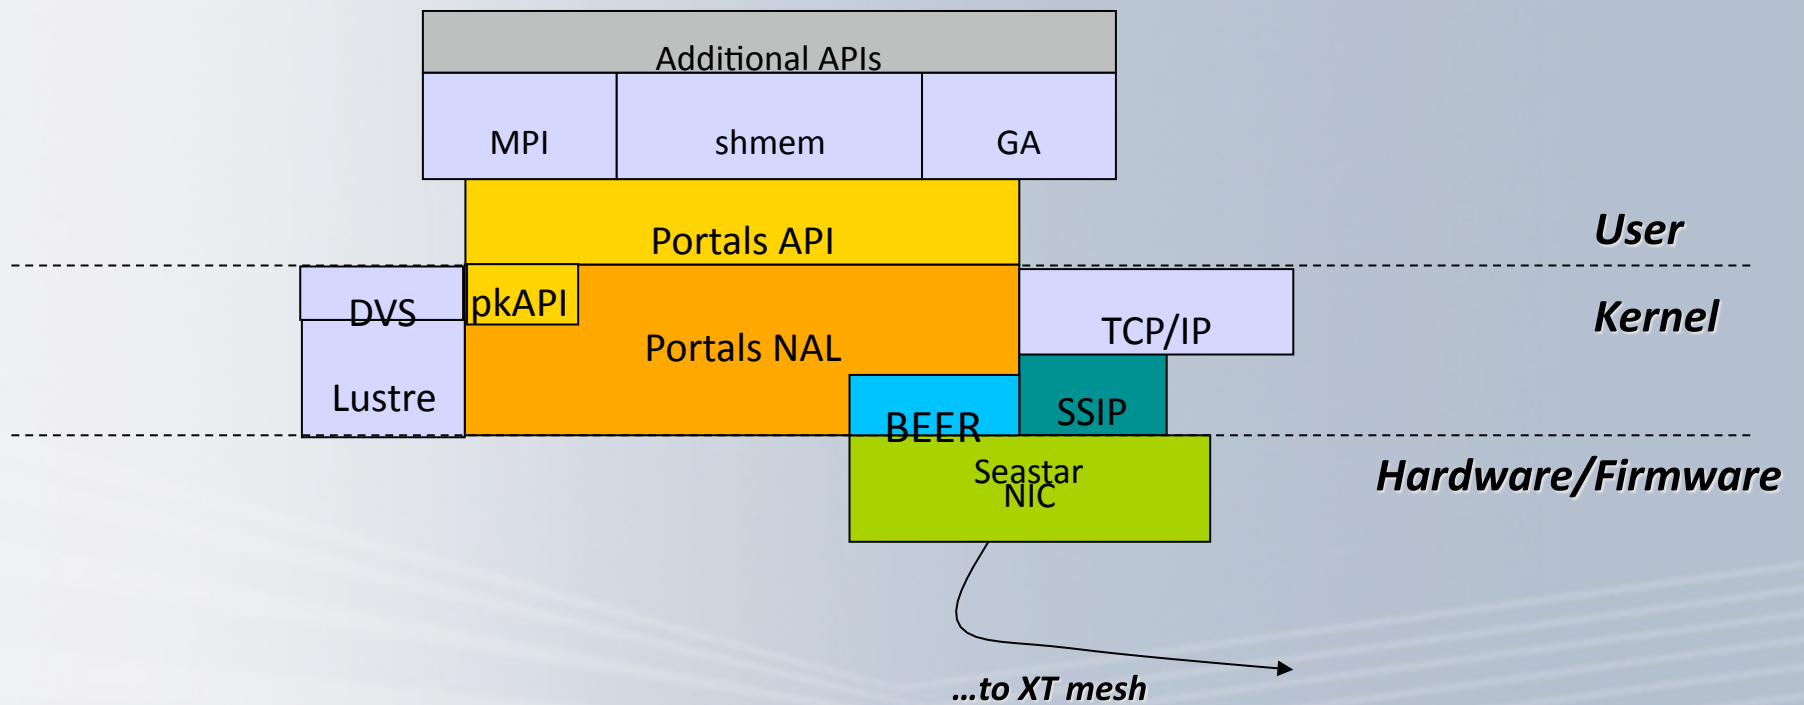 Additional APIs
MPI
shmem
GA
Portals API
User
DVS
pkAPI
TCP/IP
Kernel
Portals NAL
Lustre
BEER
SSIP
Seastar
NIC
Hardware/Firmware
...to XT mesh